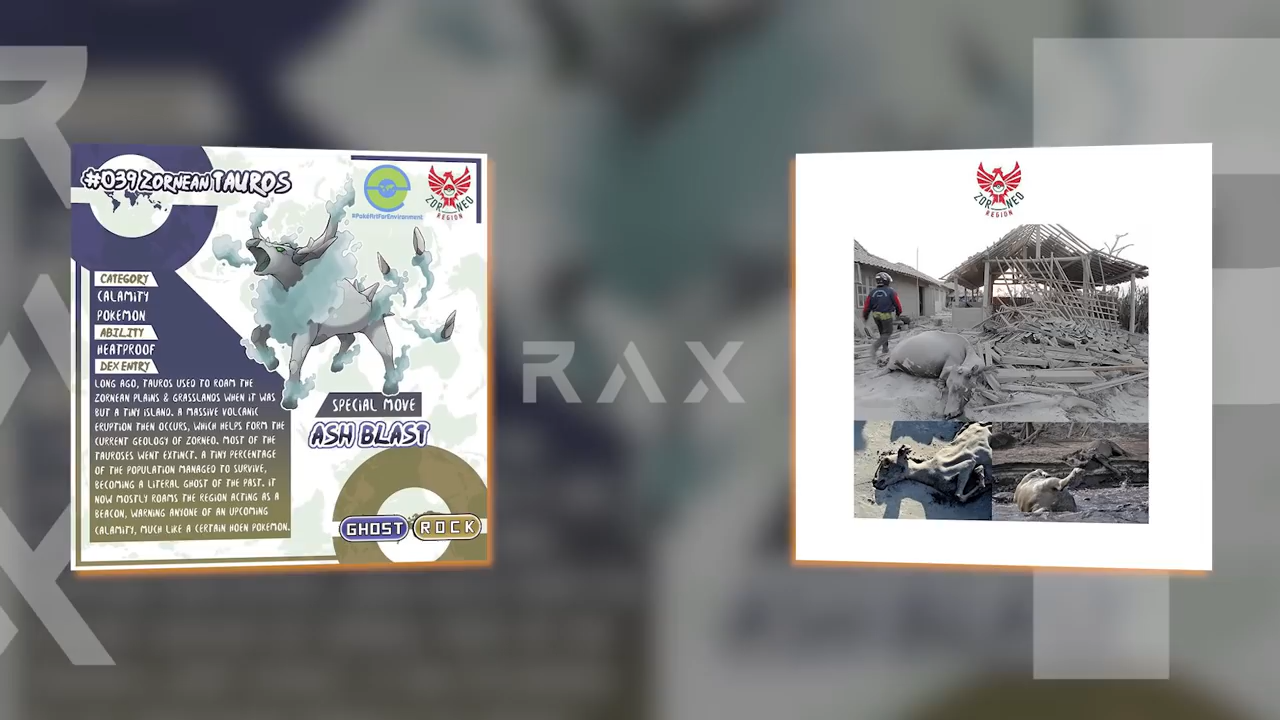 #039 ZORNEAN TAUROS
#PokéArtForEnvironment
ZORNEO
REGION
CATEGORY
CALAMITY
POKEMON
ABILITY
HEATPROOF
DEX ENTRY
LONG AGO, TAUROS USED TO ROAM THE
ZORNEAN PLAINS & GRASSLANDS WHEN IT WAS
BUT A TINY ISLAND. A MASSIVE VOLCANIC
ERUPTION THEN OCCURS, WHICH HELPS FORM THE
CURRENT GEOLOGY OF ZORNEO. MOST OF THE
TAUROSES WENT EXTINCT. A TINY PERCENTAGE
OF THE POPULATION MANAGED TO SURVIVE,
BECOMING A LITERAL GHOST OF THE PAST. IT
NOW MOSTLY ROAMS THE REGION ACTING AS A
BEACON, WARNING ANYONE OF AN UPCOMING
CALAMITY, MUCH LIKE A CERTAIN HOEN POKEMON.
SPECIAL MOVE
ASH BLAST
GHOST ROCK
RAX
ZORNEO
REGION